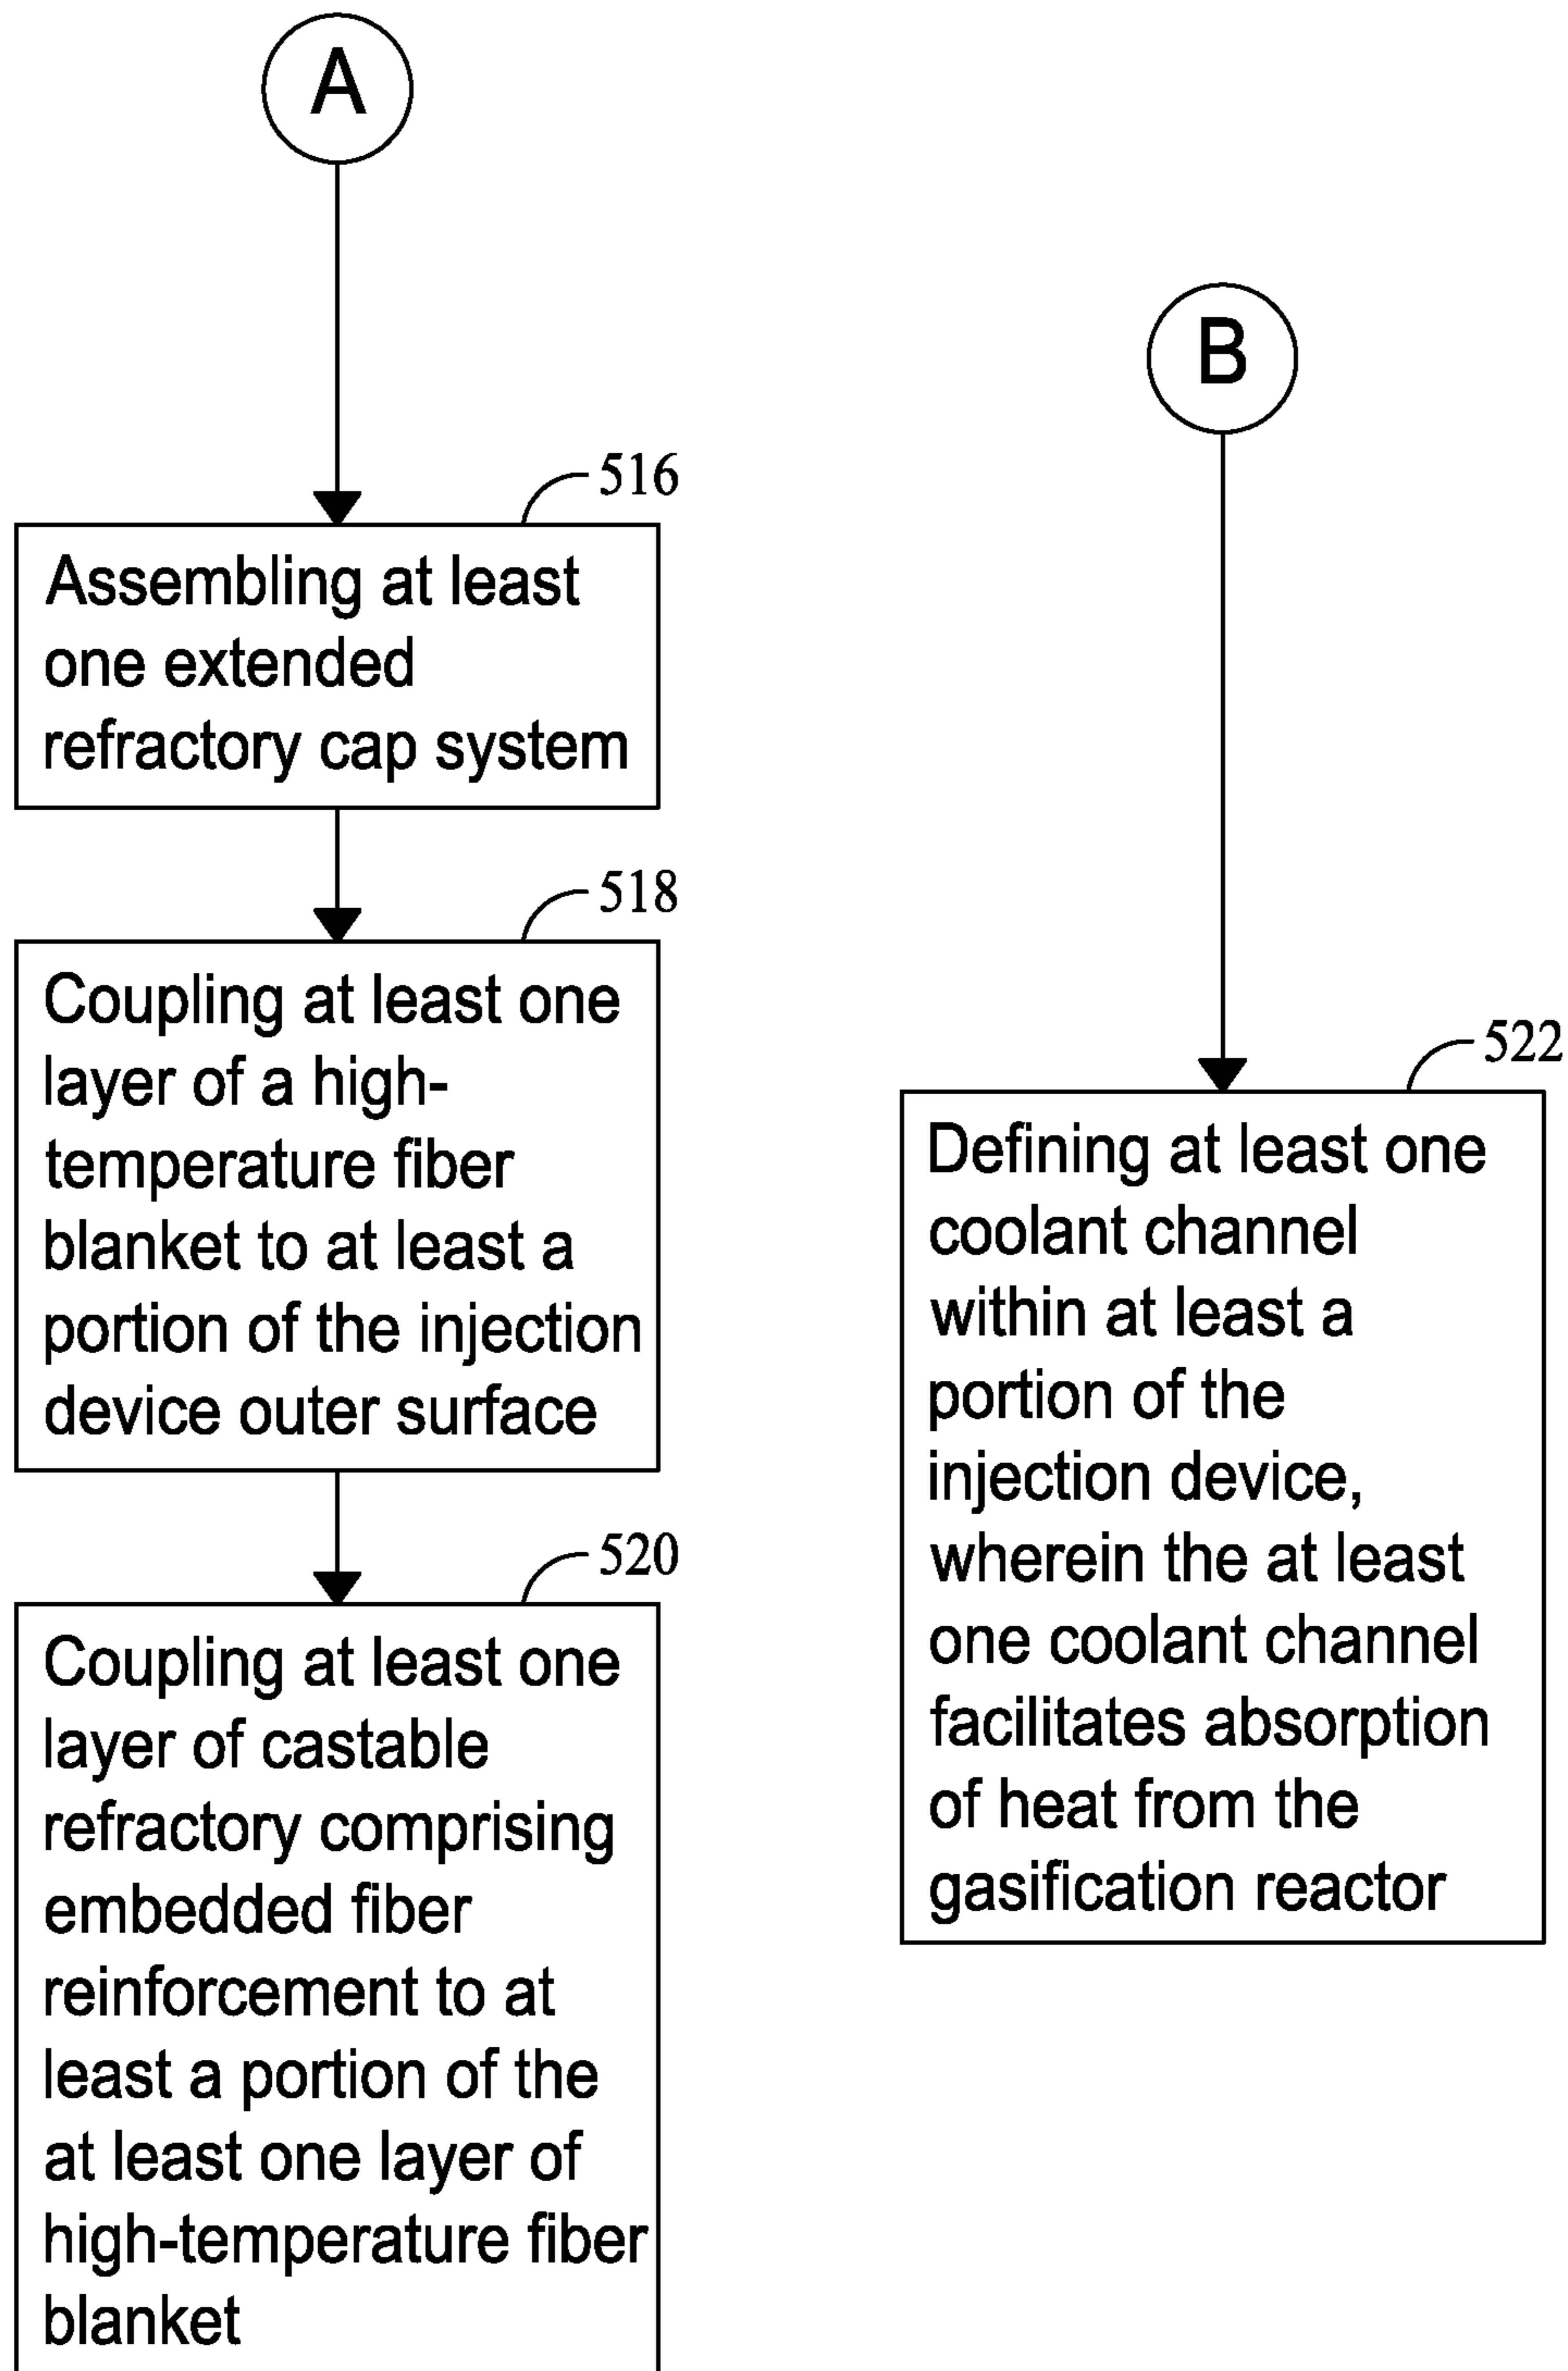 A
516
Assembling at least
one extended
refractory cap system
518
Coupling at least one
layer of a high-
temperature fiber
blanket to at least a
portion of the injection
device outer surface
520
Coupling at least one
layer of castable
refractory comprising
embedded fiber
reinforcement to at
least a portion of the
at least one layer of
high-temperature fiber
blanket
B
522
Defining at least one
coolant channel
within at least a
portion of the
injection device,
wherein the at least
one coolant channel
facilitates absorption
of heat from the
gasification reactor